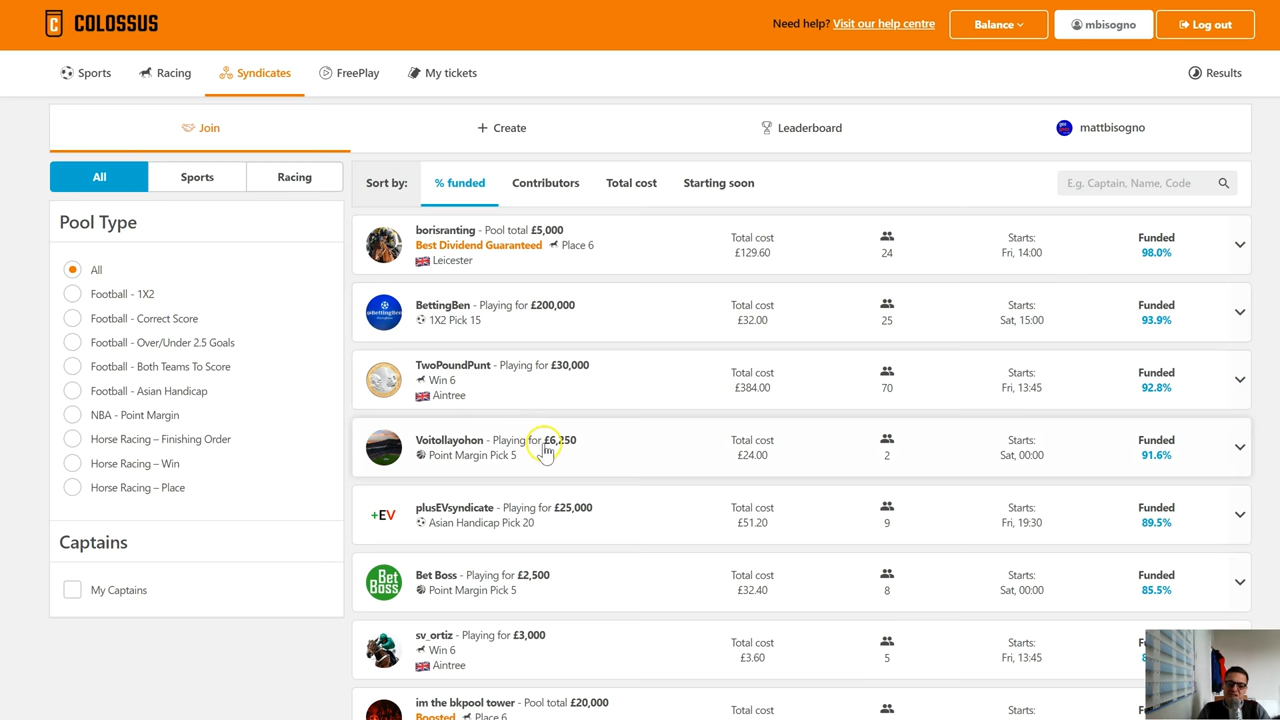 COLOSSUS
Need help? Visit our help centre
Balance
mbisogno
Log out
Sports
Racing
Syndicates
FreePlay
My tickets
Results
Join
Create
Leaderboard
mattbisogno
All
Sports
Racing
Sort by:
% funded
Contributors
Total cost
Starting soon
E.g. Captain, Name, Code
Pool Type
All
Football - 1X2
Football - Correct Score
Football - Over/Under 2.5 Goals
Football - Both Teams To Score
Football - Asian Handicap
NBA - Point Margin
Horse Racing – Finishing Order
Horse Racing – Win
Horse Racing – Place
Captains
My Captains
borisranting - Pool total £5,000
Best Dividend Guaranteed Place 6
Leicester
Total cost
£129.60
24
Starts:
Fri, 14:00
Funded
98.0%
@BettingBen
BettingBen - Playing for £200,000
1X2 Pick 15
Total cost
£32.00
25
Starts:
Sat, 15:00
Funded
93.9%
TwoPoundPunt - Playing for £30,000
Win 6
Aintree
Total cost
£384.00
70
Starts:
Fri, 13:45
Funded
92.8%
Voitollayohon - Playing for £6,250
Point Margin Pick 5
Total cost
£24.00
2
Starts:
Sat, 00:00
Funded
91.6%
+EV
plusEVsyndicate - Playing for £25,000
Asian Handicap Pick 20
Total cost
£51.20
9
Starts:
Fri, 19:30
Funded
89.5%
Bet
BOSS
Bet Boss - Playing for £2,500
Point Margin Pick 5
Total cost
£32.40
8
Starts:
Sat, 00:00
Funded
85.5%
sv_ortiz - Playing for £3,000
Win 6
Aintree
Total cost
£3.60
5
Starts:
Fri, 13:45
im the bkpool tower - Pool total £20,000
Boosted Place 6
Total cost
Starts: